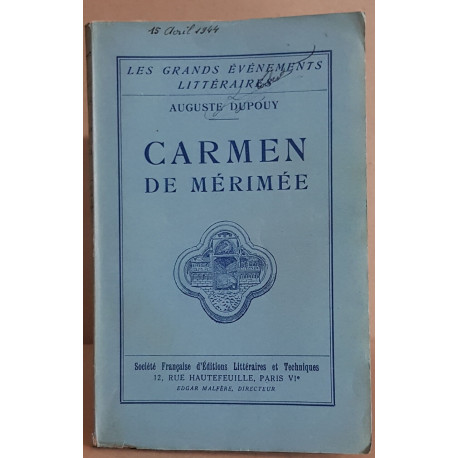 15 Avril 1944
LES GRANDS ÉVÉNEMENTS
LITTÉRAIRES
AUGUSTE DUPOUY
CARMEN
DE MÉRIMÉE
Société Française d'Éditions Littéraires et Techniques
12, RUE HAUTEFEUILLE, PARIS VIe
EDGAR MALFÈRE, DIRECTEUR